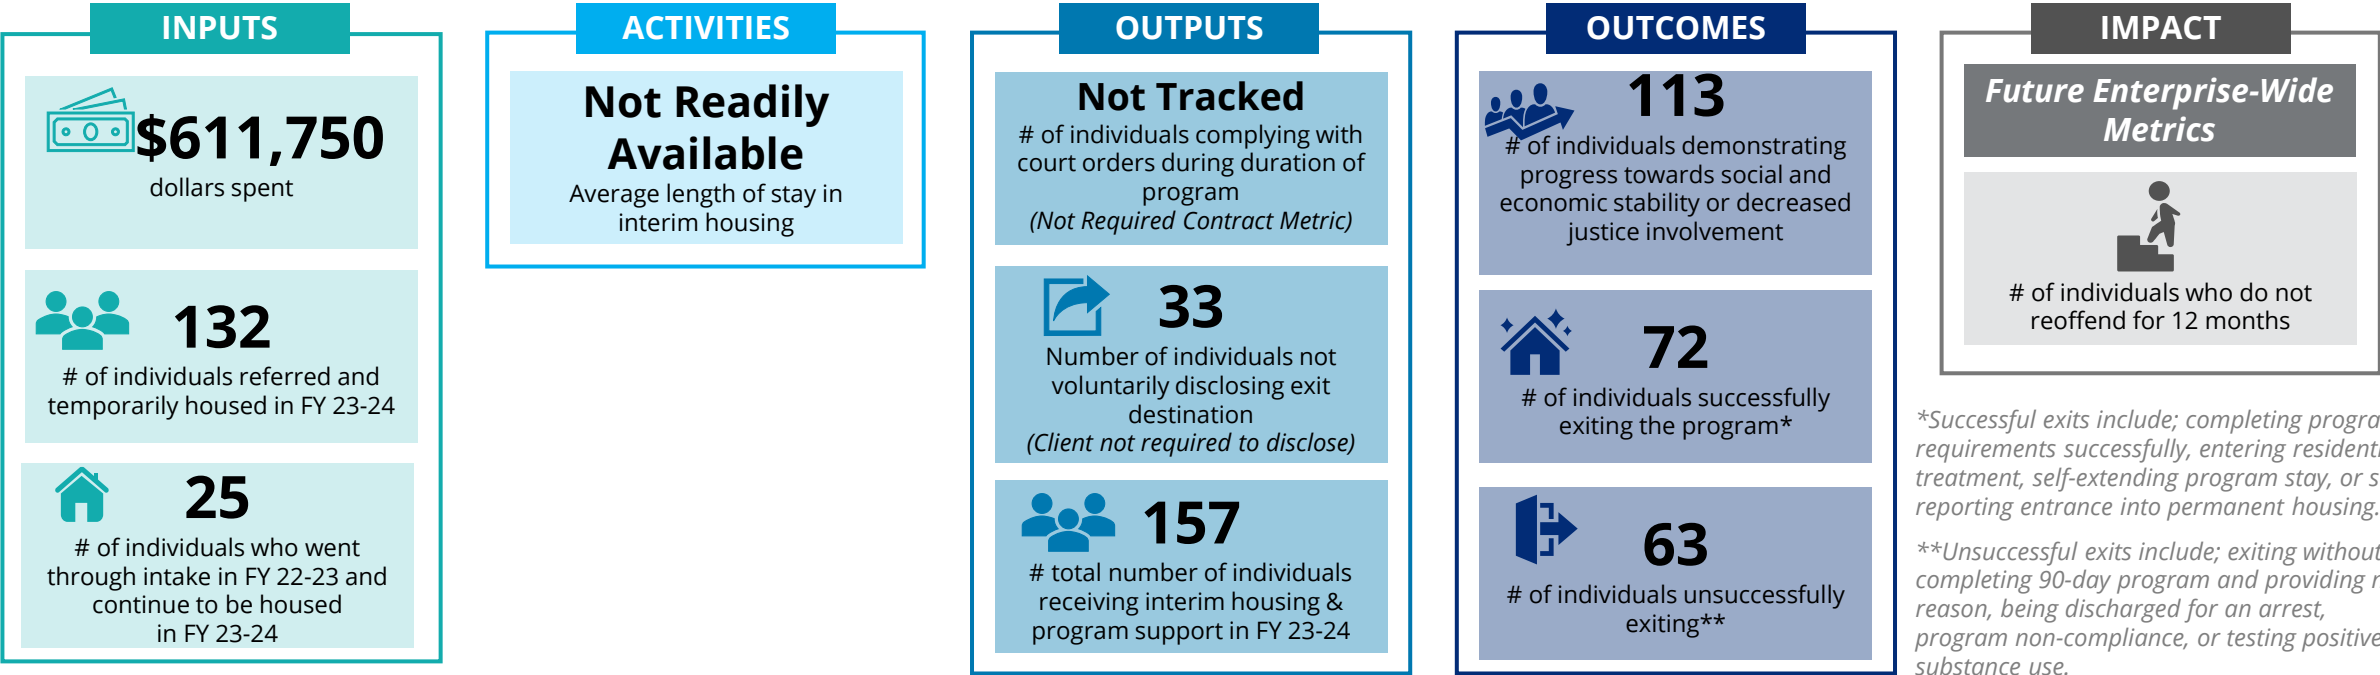 INPUTS
$611,750
dollars spent
132
# of individuals referred and
temporarily housed in FY 23-24
25
# of individuals who went
through intake in FY 22-23 and
continue to be housed
in FY 23-24
ACTIVITIES
Not Readily
Available
Average length of stay in
interim housing
OUTPUTS
Not Tracked
# of individuals complying with
court orders during duration of
program
(Not Required Contract Metric)
33
Number of individuals not
voluntarily disclosing exit
destination
(Client not required to disclose)
157
# total number of individuals
receiving interim housing &
program support in FY 23-24
OUTCOMES
113
# of individuals demonstrating
progress towards social and
economic stability or decreased
justice involvement
72
# of individuals successfully
exiting the program*
63
# of individuals unsuccessfully
exiting**
IMPACT
Future Enterprise-Wide
Metrics
# of individuals who do not
reoffend for 12 months
*Successful exits include; completing
requirements successfully, entering
treatment, self-extending program stay, or
reporting entrance into permanent housing.
**Unsuccessful exits include; exiting without
completing 90-day program and providing
reason, being discharged for an arrest,
program non-compliance, or testing positive
substance use.